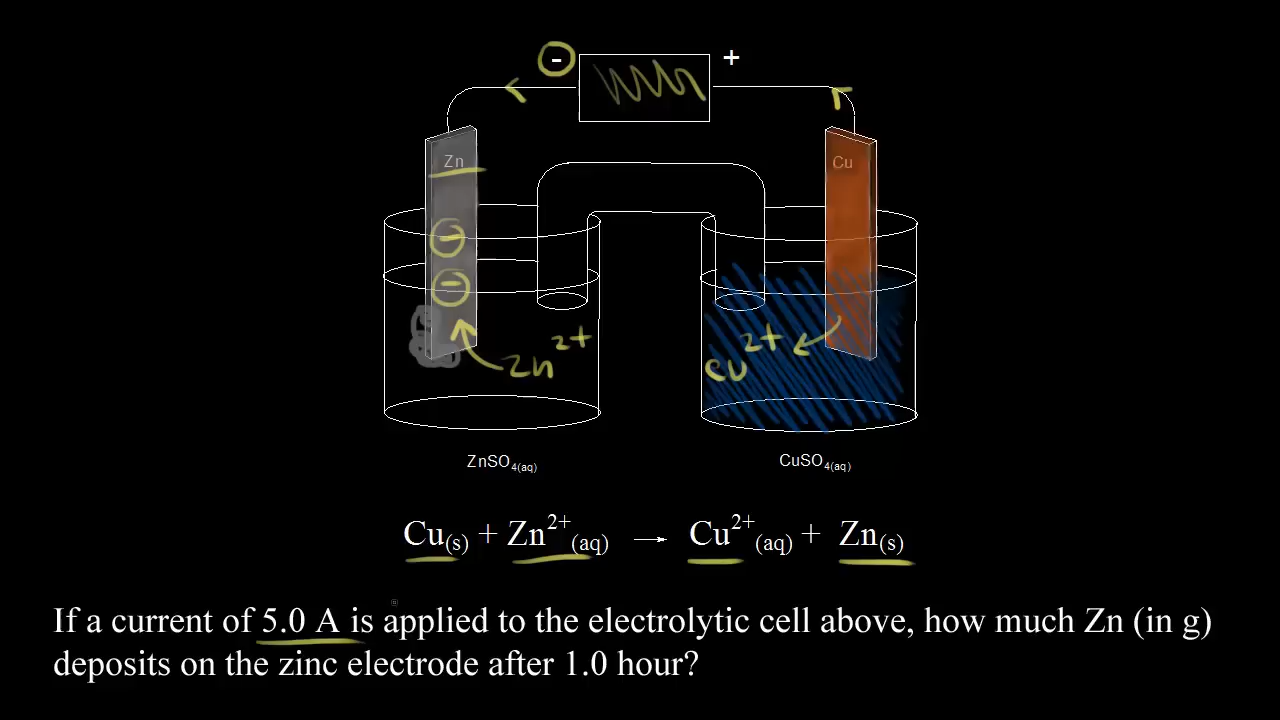 ⊖ +
Zn Cu
⊖
⊖
Zn²⁺ Cu²⁺
ZnSO₄(aq) CuSO₄(aq)
Cu(s) + Zn²⁺(aq) → Cu²⁺(aq) + Zn(s)
If a current of 5.0 A is applied to the electrolytic cell above, how much Zn (in g)
deposits on the zinc electrode after 1.0 hour?